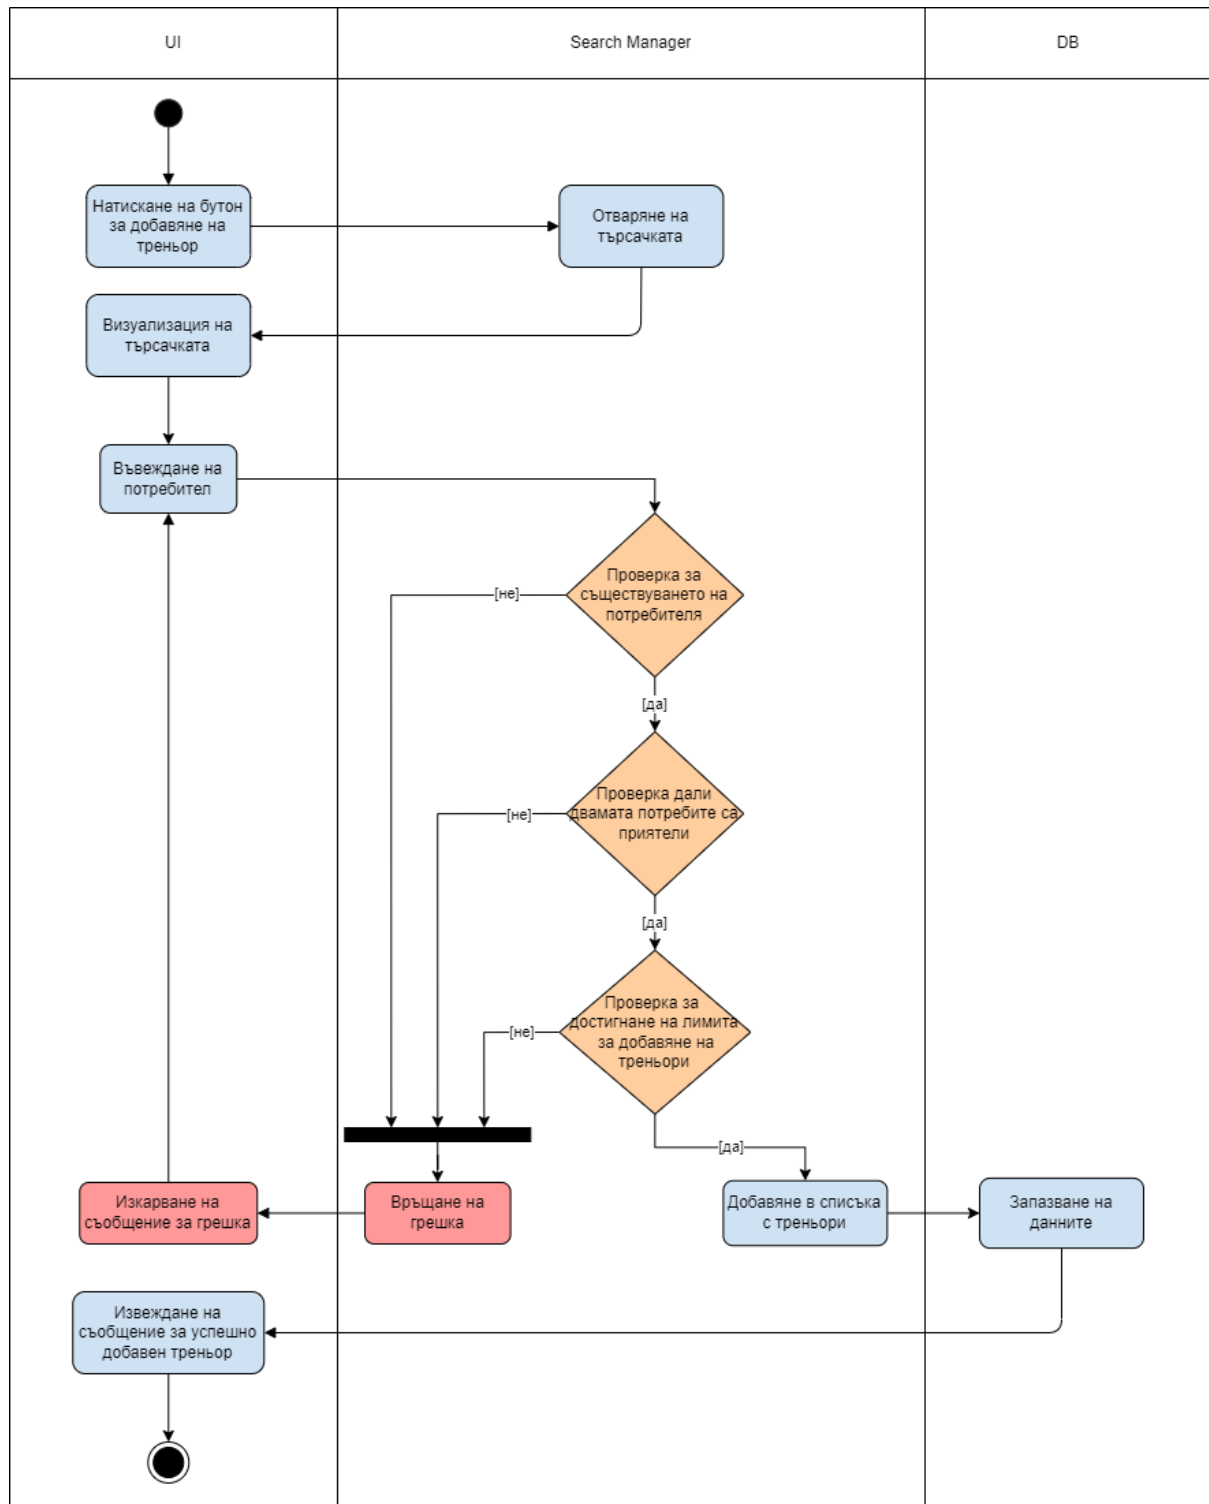 UI
Search Manager
DB
Натискане на бутон
за добавяне на
треньор
Отваряне на
търсачката
Визуализация на
търсачката
Въвеждане на
потребител
Проверка за
съществуването на
потребителя
[не]
[да]
Проверка дали
двамата потребите са
приятели
[не]
[да]
Проверка за
достигнане на лимита
за добавяне на
треньори
[не]
[да]
Изкарване на
съобщение за грешка
Връщане на
грешка
Добавяне в списъка
с треньори
Запазване на
данните
Извеждане на
съобщение за успешно
добавен треньор